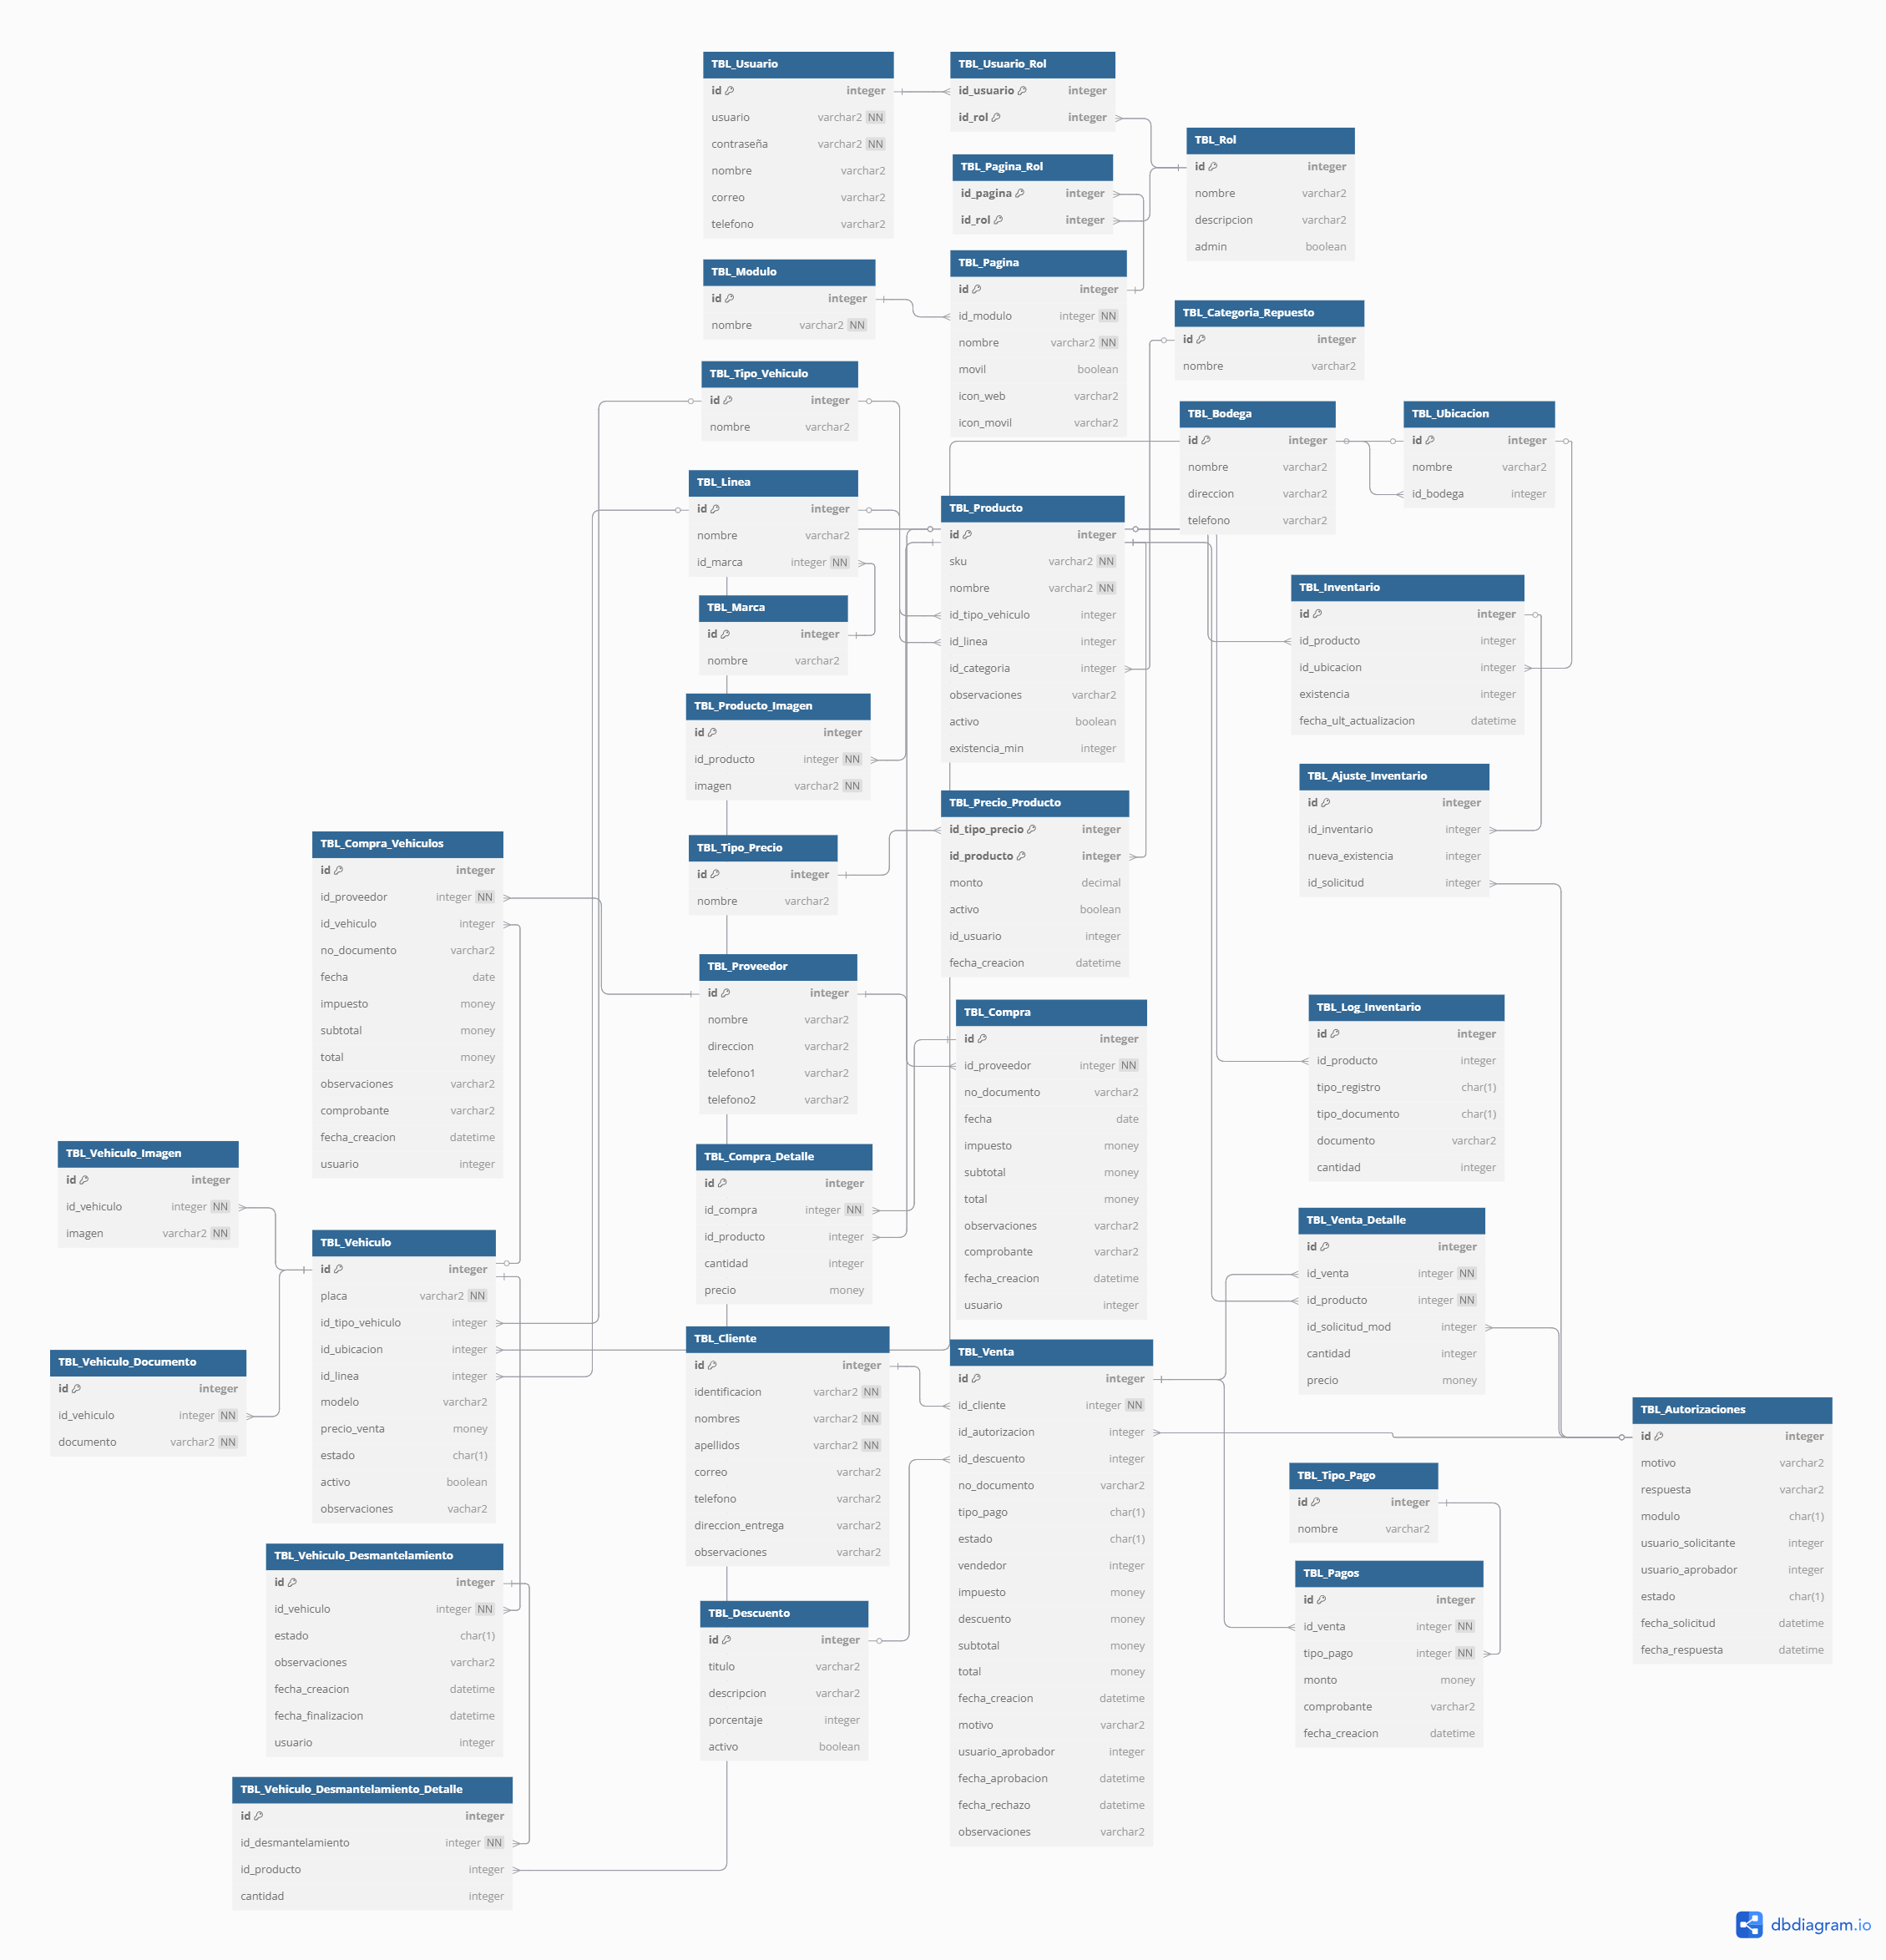 TBL_Usuario
id integer
usuario varchar2 NN
contraseña varchar2 NN
nombre varchar2
correo varchar2
telefono varchar2
TBL_Usuario_Rol
id_usuario integer
id_rol integer
TBL_Rol
id integer
nombre varchar2
descripcion varchar2
admin boolean
TBL_Pagina_Rol
id_pagina integer
id_rol integer
TBL_Modulo
id integer
nombre varchar2 NN
TBL_Pagina
id integer
id_modulo integer NN
nombre varchar2 NN
movil boolean
icon_web varchar2
icon_movil varchar2
TBL_Categoria_Repuesto
id integer
nombre varchar2
TBL_Tipo_Vehiculo
id integer
nombre varchar2
TBL_Bodega
id integer
nombre varchar2
direccion varchar2
telefono varchar2
TBL_Ubicacion
id integer
nombre varchar2
id_bodega integer
TBL_Linea
id integer
nombre varchar2
id_marca integer NN
TBL_Producto
id integer
sku varchar2 NN
nombre varchar2 NN
id_tipo_vehiculo integer
id_linea integer
id_categoria integer
observaciones varchar2
activo boolean
existencia_min integer
TBL_Marca
id integer
nombre varchar2
TBL_Inventario
id integer
id_producto integer
id_ubicacion integer
existencia integer
fecha_ult_actualizacion datetime
TBL_Producto_Imagen
id integer
id_producto integer NN
imagen varchar2 NN
TBL_Ajuste_Inventario
id integer
id_inventario integer
nueva_existencia integer
id_solicitud integer
TBL_Precio_Producto
id_tipo_precio integer
id_producto integer
monto decimal
activo boolean
id_usuario integer
fecha_creacion datetime
TBL_Tipo_Precio
id integer
nombre varchar2
TBL_Compra_Vehiculos
id integer
id_proveedor integer NN
id_vehiculo integer
no_documento varchar2
fecha date
impuesto money
subtotal money
total money
observaciones varchar2
comprobante varchar2
fecha_creacion datetime
usuario integer
TBL_Proveedor
id integer
nombre varchar2
direccion varchar2
telefono1 varchar2
telefono2 varchar2
TBL_Compra
id integer
id_proveedor integer NN
no_documento varchar2
fecha date
impuesto money
subtotal money
total money
observaciones varchar2
comprobante varchar2
fecha_creacion datetime
usuario integer
TBL_Log_Inventario
id integer
id_producto integer
tipo_registro char(1)
tipo_documento char(1)
documento varchar2
cantidad integer
TBL_Vehiculo_Imagen
id integer
id_vehiculo integer NN
imagen varchar2 NN
TBL_Compra_Detalle
id integer
id_compra integer NN
id_producto integer
cantidad integer
precio money
TBL_Venta_Detalle
id integer
id_venta integer NN
id_producto integer NN
id_solicitud_mod integer
cantidad integer
precio money
TBL_Vehiculo
id integer
placa varchar2 NN
id_tipo_vehiculo integer
id_ubicacion integer
id_linea integer
modelo varchar2
precio_venta money
estado char(1)
activo boolean
observaciones vachar2
TBL_Vehiculo_Documento
id integer
id_vehiculo integer NN
documento varchar2 NN
TBL_Cliente
id integer
identificacion varchar2 NN
nombres varchar2 NN
apellidos varchar2 NN
correo varchar2
telefono varchar2
direccion_entrega varchar2
observaciones varchar2
TBL_Venta
id integer
id_cliente integer NN
id_autorizacion integer
id_descuento integer
no_documento varchar2
tipo_pago char(1)
estado char(1)
vendedor integer
impuesto money
descuento money
subtotal money
total money
fecha_creacion datetime
motivo varchar2
usuario_aprobador integer
fecha_aprobacion datetime
fecha_rechazo datetime
observaciones varchar2
TBL_Autorizaciones
id integer
motivo varchar2
respuesta varchar2
modulo char(1)
usuario_solicitante integer
usuario_aprobador integer
estado char(1)
fecha_solicitud datetime
fecha_respuesta datetime
TBL_Tipo_Pago
id integer
nombre varchar2
TBL_Pagos
id integer
id_venta integer NN
tipo_pago integer NN
monto money
comprobante varchar2
fecha_creacion datetime
TBL_Vehiculo_Desmantelamiento
id integer
id_vehiculo integer NN
estado char(1)
observaciones varchar2
fecha_creacion datetime
fecha_finalizacion datetime
usuario integer
TBL_Descuento
id integer
titulo varchar2
descripcion varchar2
porcentaje integer
activo boolean
TBL_Vehiculo_Desmantelamiento_Detalle
id integer
id_desmantelamiento integer NN
id_producto integer
cantidad integer
dbdiagram.io